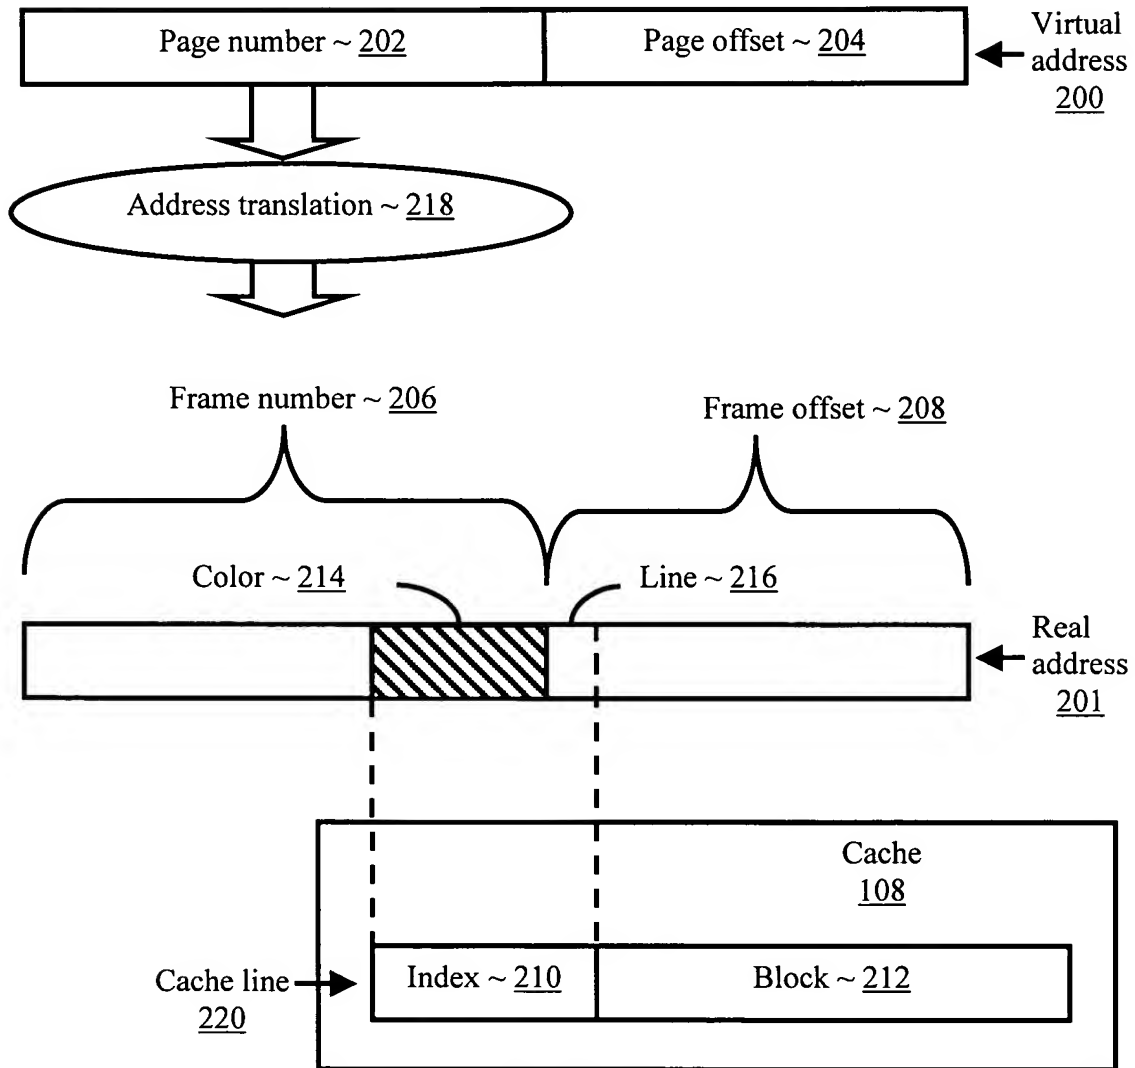 Page number ~ 202
Page offset ~ 204
Virtual
address
200
Address translation ~ 218
Frame number ~ 206
Frame offset ~ 208
Color ~ 214
Line ~ 216
Real
address
201
Cache
108
Cache line
220
Index ~ 210
Block ~ 212